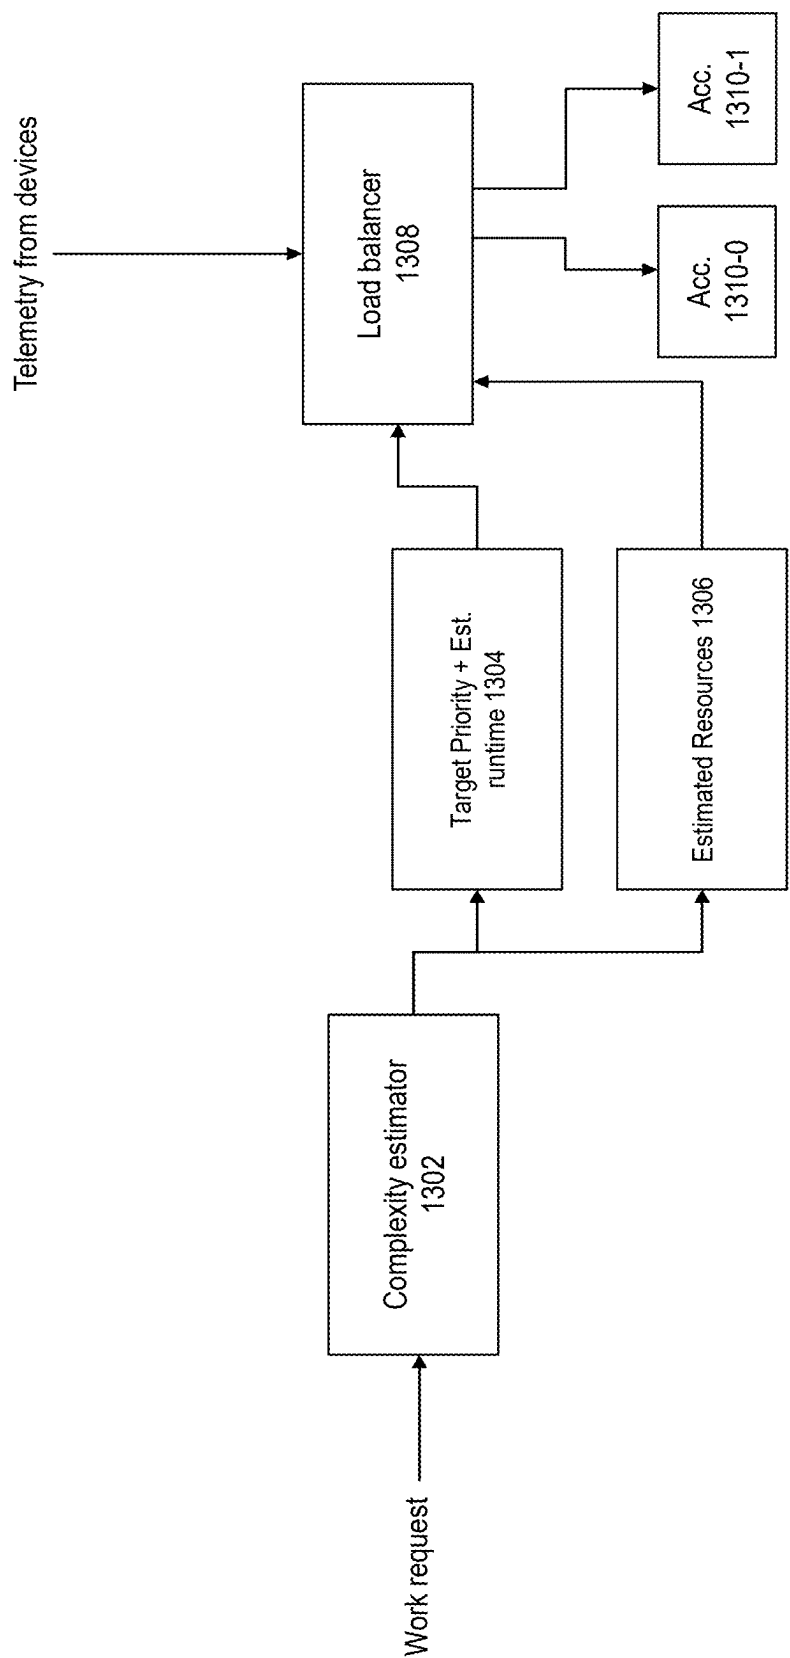 Work request
Complexity estimator
1302
Target Priority + Est.
runtime 1304
Estimated Resources 1306
Telemetry from devices
Load balancer
1308
Acc.
1310-0
Acc.
1310-1